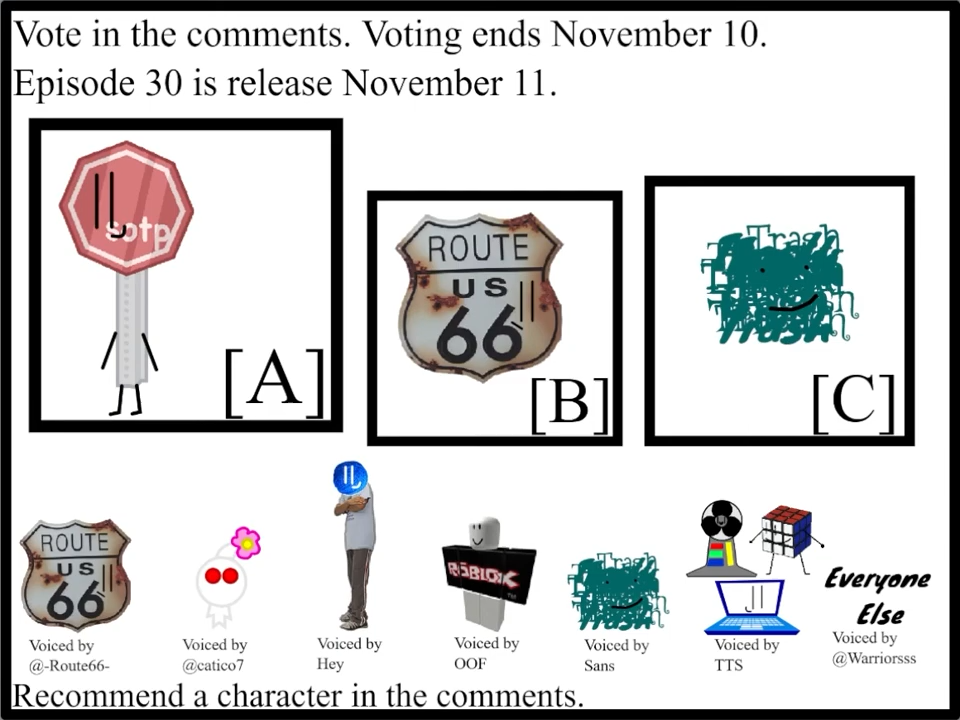 Vote in the comments. Voting ends November 10.
Episode 30 is release November 11.
sotp
[A]
ROUTE
US
66
[B]
Trash
[C]
ROUTE
US
66
ROBLOX
Trash
Everyone
Else
Voiced by
@-Route66-
Voiced by
@catico7
Voiced by
Hey
Voiced by
OOF
Voiced by
Sans
Voiced by
TTS
Voiced by
@Warriorsss
Recommend a character in the comments.